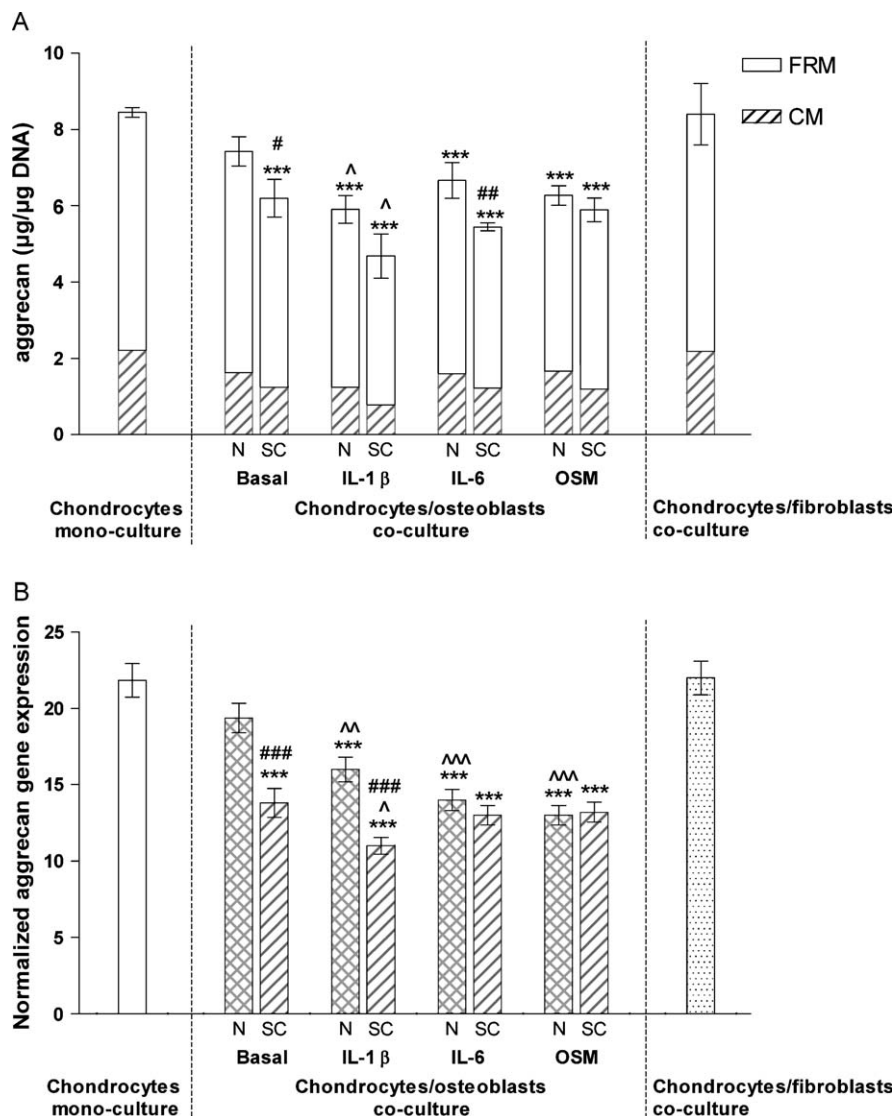 A
10
8
6
4
2
0
aggrecan (μg/μg DNA)
FRM
CM
#
***
^
***
^
***
***
##
***
***
***
N SC N SC N SC N SC
Basal IL-1 β IL-6 OSM
Chondrocytes
mono-culture
Chondrocytes/osteoblasts
co-culture
Chondrocytes/fibroblasts
co-culture
B
25
20
15
10
5
0
Normalized aggrecan gene expression
###
***
^^
***
###
^
***
^^^
***
***
^^^
***
***
N SC N SC N SC N SC
Basal IL-1 β IL-6 OSM
Chondrocytes
mono-culture
Chondrocytes/osteoblasts
co-culture
Chondrocytes/fibroblasts
co-culture